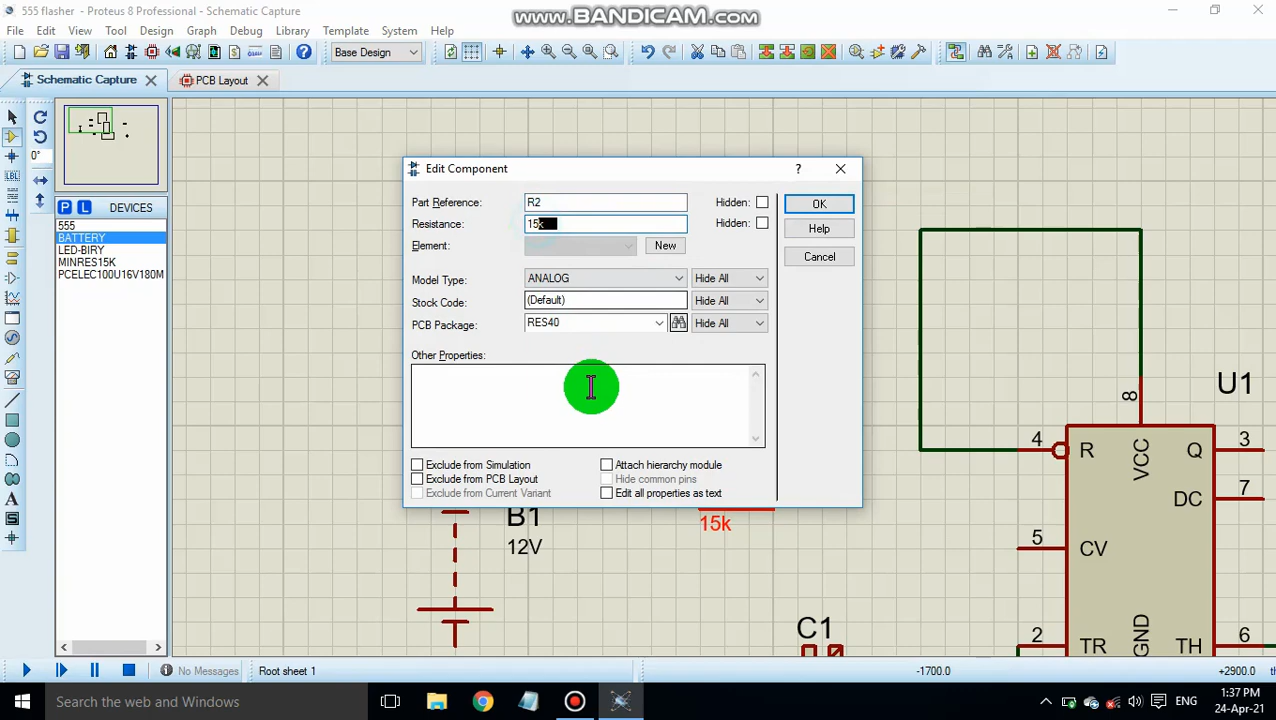 555 flasher - Proteus 8 Professional - Schematic Capture
www.BANDICAM.com
File Edit View Tool Design Graph Debug Library Template System Help
Base Design
Schematic Capture
PCB Layout
0°
LBL
P L DEVICES
555
BATTERY
LED-BIRY
MINRES15K
PCELEC100U16V180M
A
Edit Component
?
Part Reference: R2 Hidden: OK
Resistance: 15k Hidden: Help
Element: New Cancel
Model Type: ANALOG Hide All
Stock Code: (Default) Hide All
PCB Package: RES40 Hide All
Other Properties:
Exclude from Simulation Attach hierarchy module
Exclude from PCB Layout Hide common pins
Exclude from Current Variant Edit all properties as text
B1
12V
15k
C1
U1
8
4 R VCC Q 3
DC 7
5 CV
2 TR GND TH 6
No Messages Root sheet 1 -1700.0 +2900.0
Search the web and Windows
ENG
1:37 PM
24-Apr-21